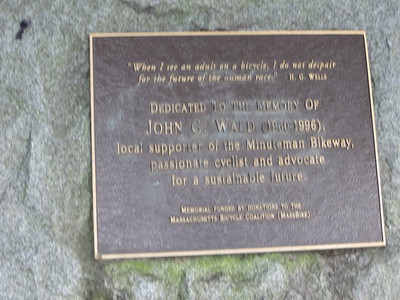 "When I see an adult on a bicycle, I do not despair
for the future of the human race." H. G. Wells
Dedicated To The Memory Of
John G. Wald 1996),
local supporter of the Minuteman Bikeway,
passionate cyclist and advocate
for a sustainable future.
Memorial funded by donations to the
Massachusetts Bicycle Coalition (MassBike)